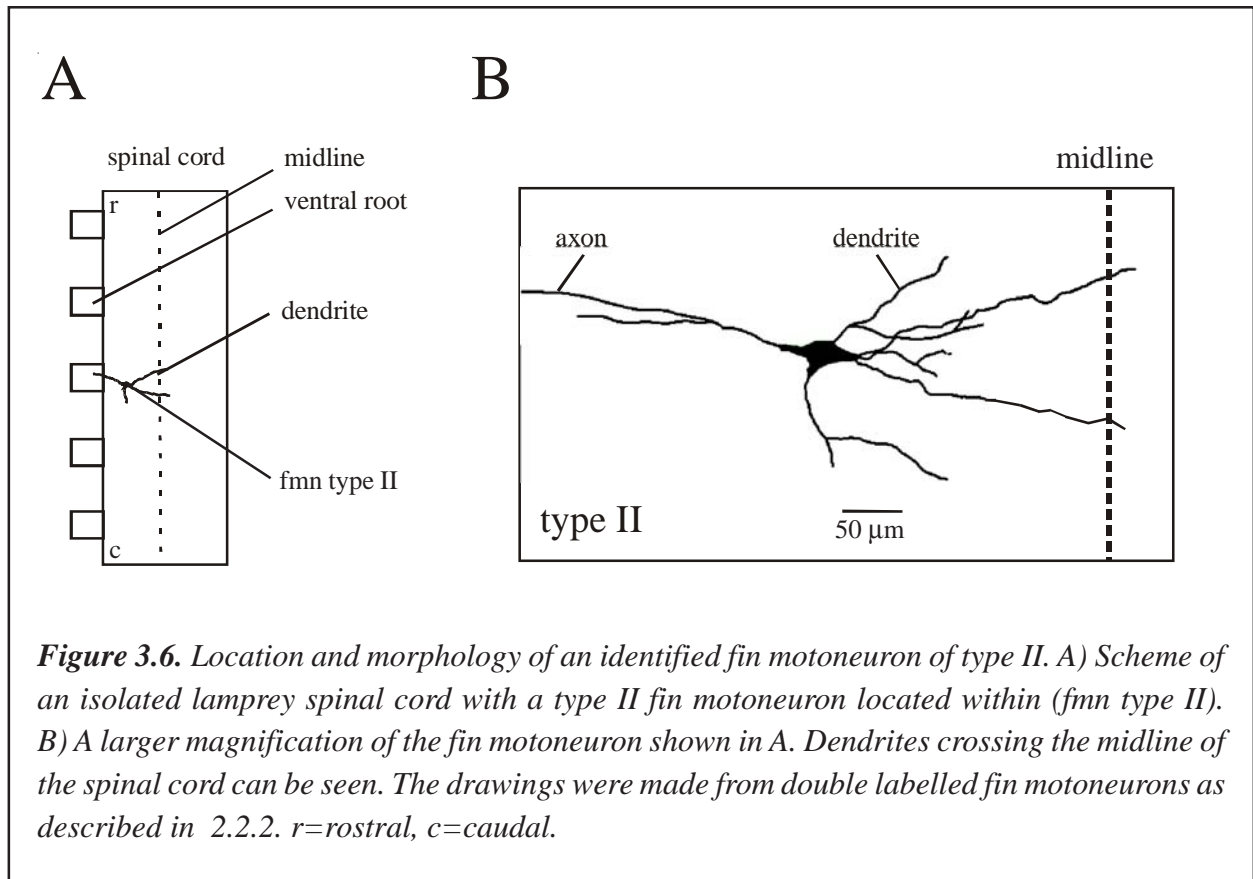 A
B
spinal cord
midline
ventral root
dendrite
fmn type II
r
c
midline
axon
dendrite
type II
50 µm
Figure 3.6. Location and morphology of an identified fin motoneuron of type II. A) Scheme of
an isolated lamprey spinal cord with a type II fin motoneuron located within (fmn type II).
B) A larger magnification of the fin motoneuron shown in A. Dendrites crossing the midline of
the spinal cord can be seen. The drawings were made from double labelled fin motoneurons as
described in 2.2.2. r=rostral, c=caudal.